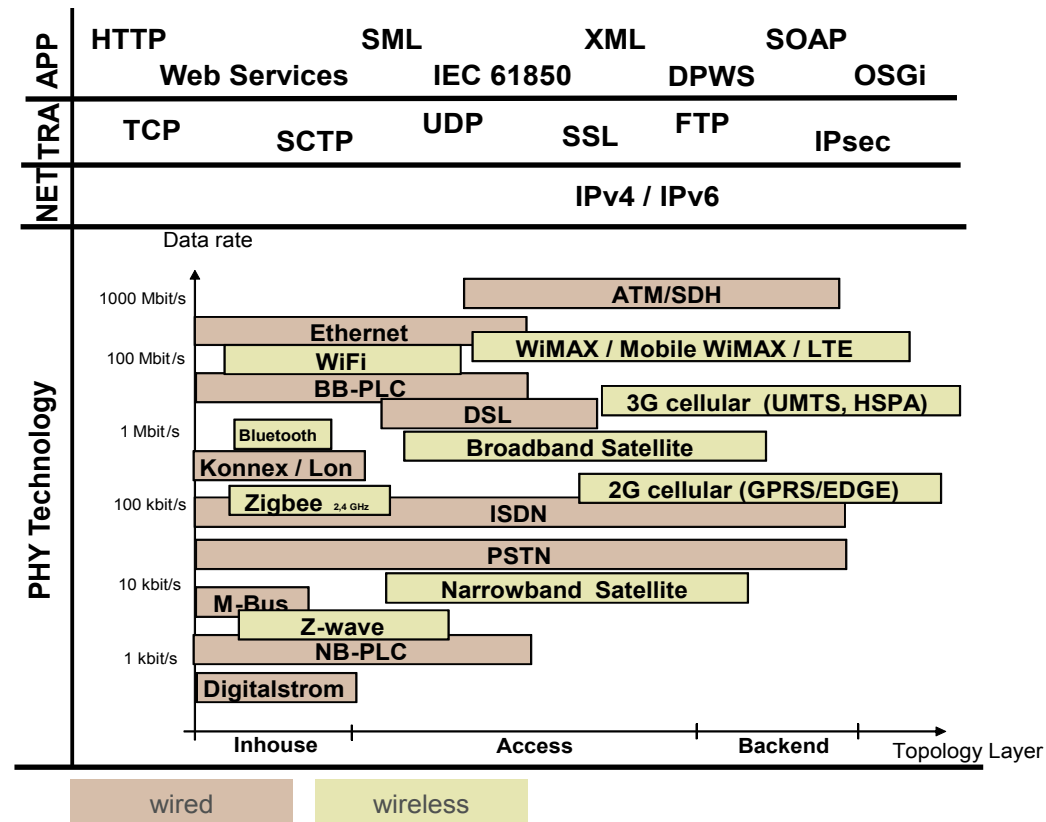 APP
HTTP SML XML SOAP
Web Services IEC 61850 DPWS OSGi
TRA
TCP SCTP UDP SSL FTP IPsec
NET
IPv4 / IPv6
PHY Technology
Data rate
1000 Mbit/s
ATM/SDH
Ethernet
100 Mbit/s
WiFi
WiMAX / Mobile WiMAX / LTE
BB-PLC
3G cellular (UMTS, HSPA)
DSL
1 Mbit/s
Bluetooth
Broadband Satellite
Konnex / Lon
2G cellular (GPRS/EDGE)
100 kbit/s
Zigbee 2,4 GHz
ISDN
PSTN
10 kbit/s
Narrowband Satellite
M-Bus
Z-wave
NB-PLC
1 kbit/s
Digitalstrom
Inhouse Access Backend
Topology Layer
wired wireless